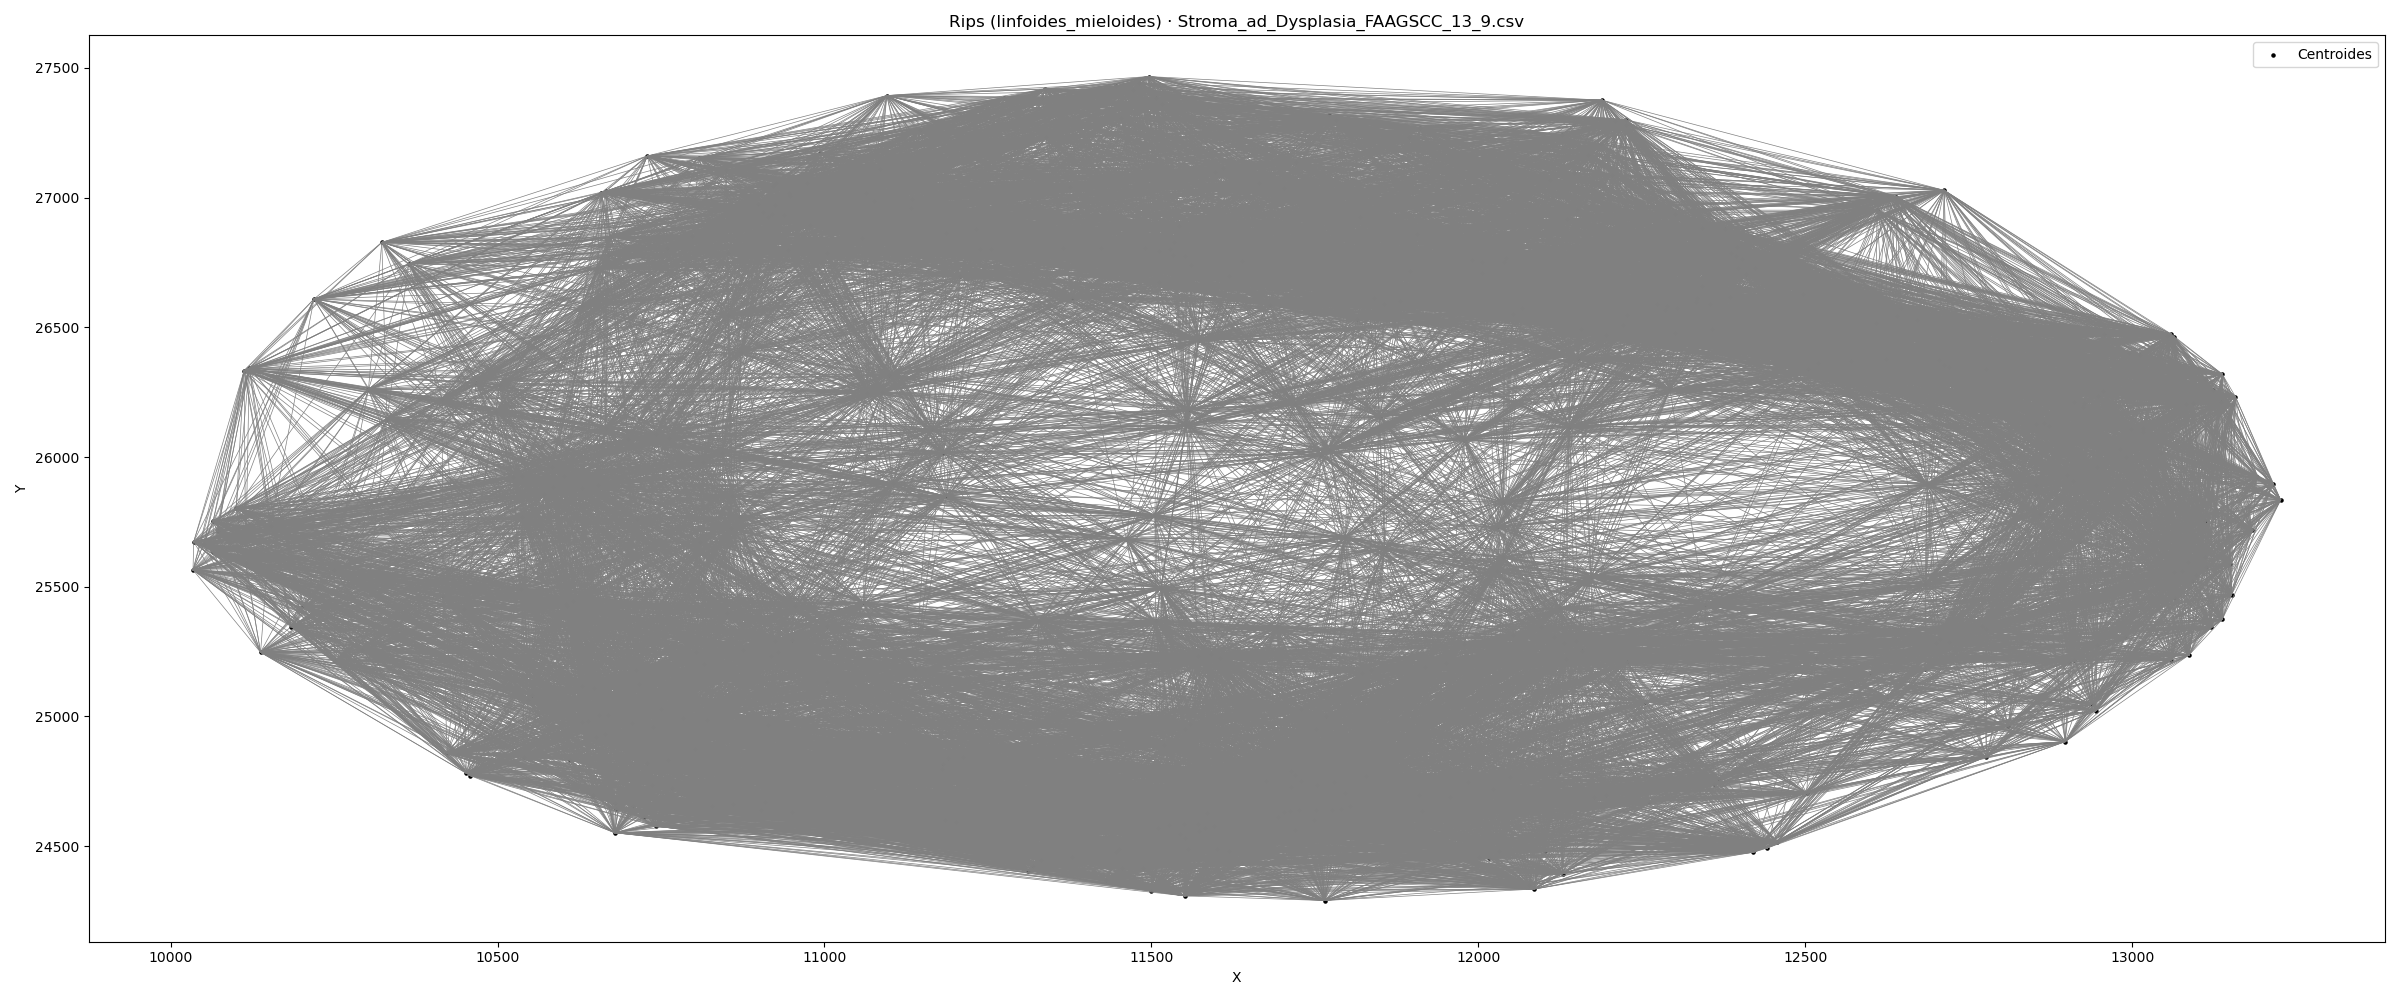 Rips (linfoides_mieloides) · Stroma_ad_Dysplasia_FAAGSCC_13_9.csv
Centroides
27500
27000
26500
26000
25500
25000
24500
Y
10000 10500 11000 11500 12000 12500 13000
X